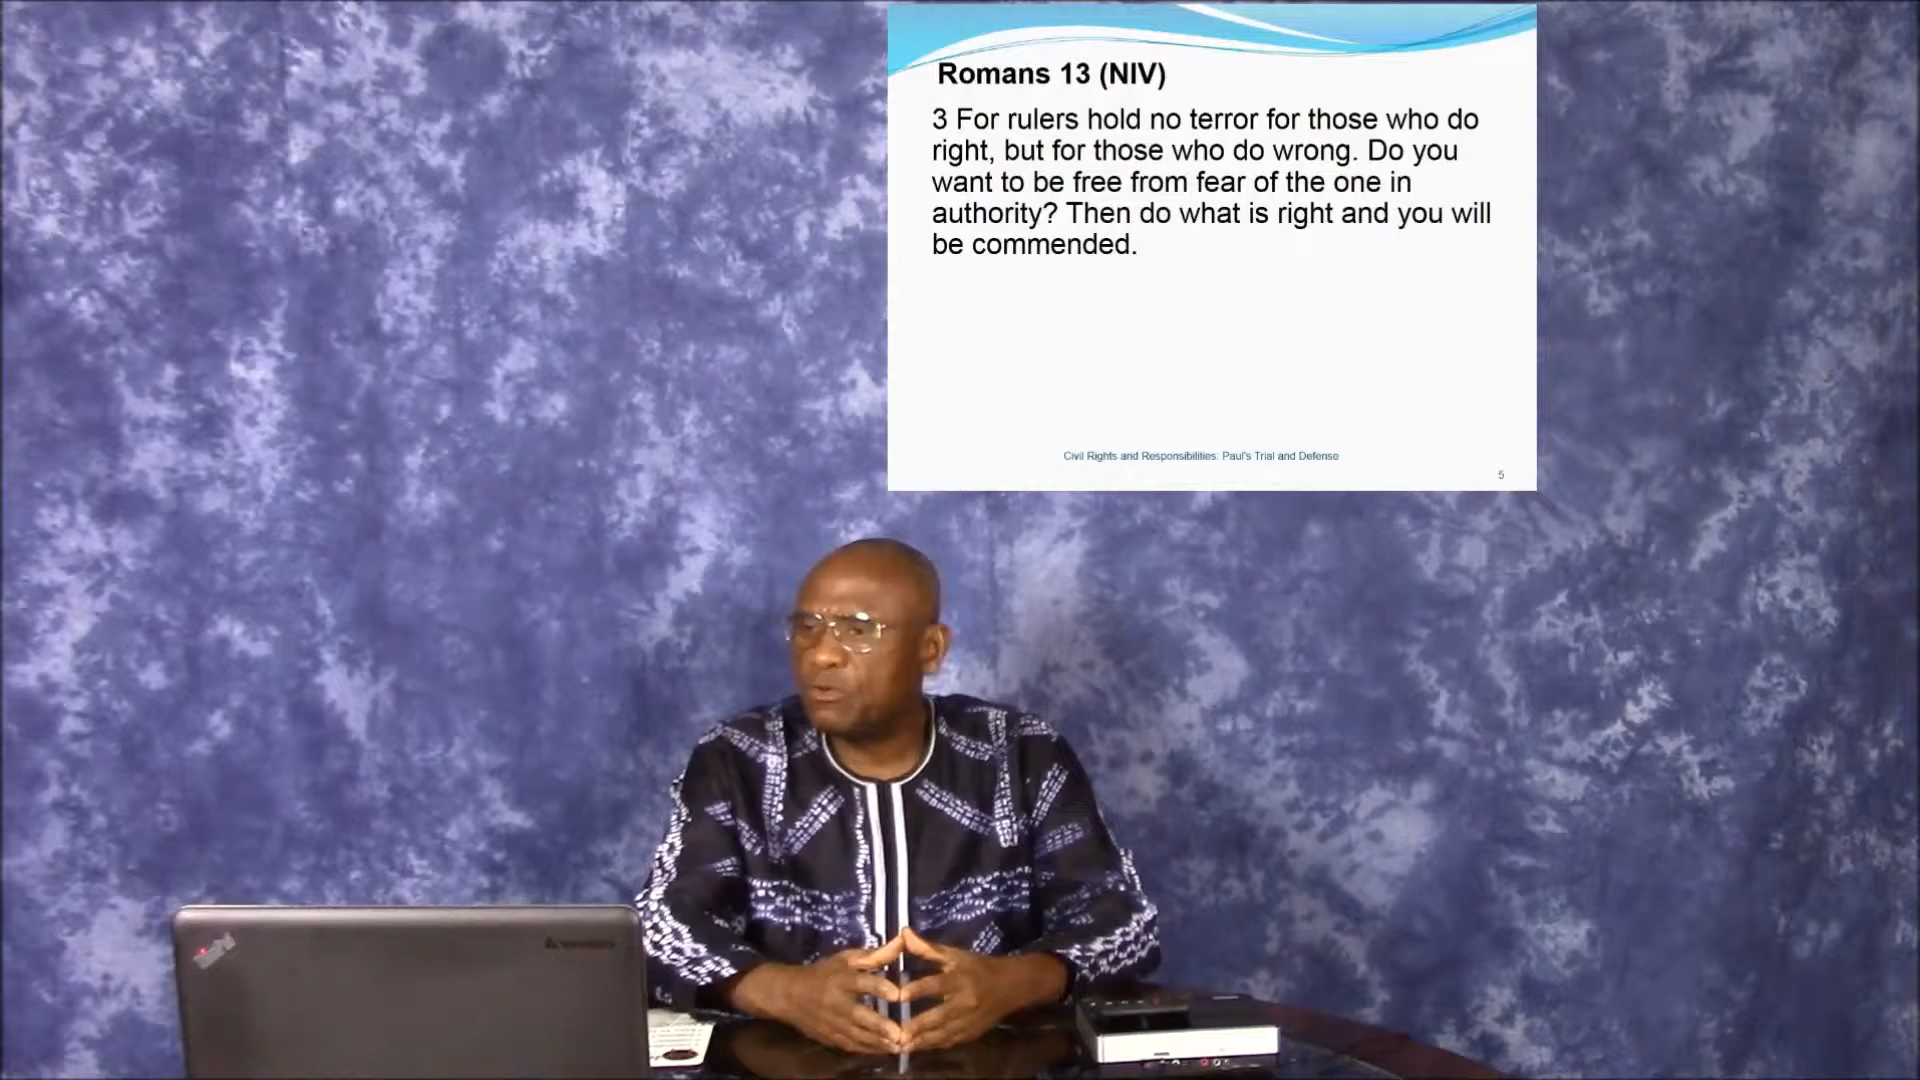 Romans 13 (NIV)
3 For rulers hold no terror for those who do
right, but for those who do wrong. Do you
want to be free from fear of the one in
authority? Then do what is right and you will
be commended.
Civil Rights and Responsibilities: Paul's Trial and Defense
5